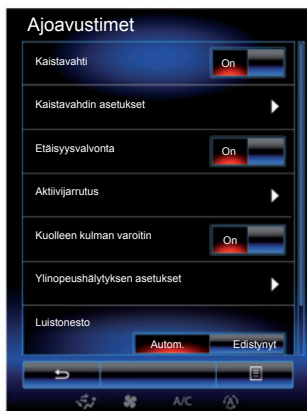 Ajoavustimet
Kaistavahti On
Kaistavahdin asetukset
Etäisyysvalvonta On
Aktiivijarrutus
Kuolleen kulman varoitin On
Ylinopeushälytyksen asetukset
Luistonesto
Autom. Edistynyt
A/C A